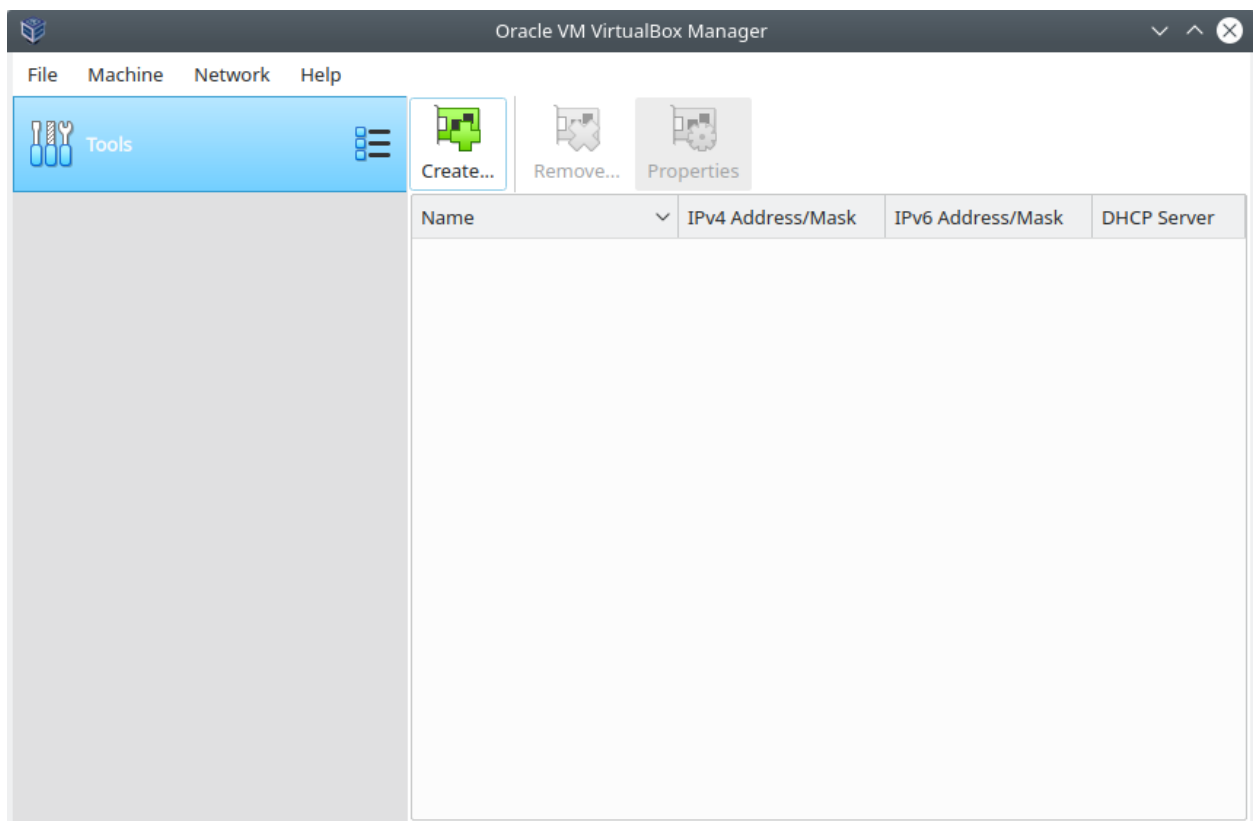 Oracle VM VirtualBox Manager
File Machine Network Help
Tools
Create... Remove... Properties
Name IPv4 Address/Mask IPv6 Address/Mask DHCP Server